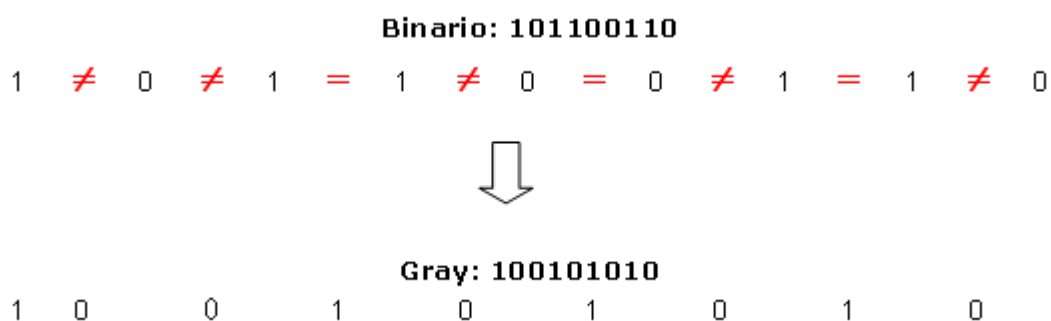 Binario: 101100110
1 ≠ 0 ≠ 1 = 1 ≠ 0 = 0 ≠ 1 = 1 ≠ 0
Gray: 100101010
1 0 0 1 0 1 0 1 0